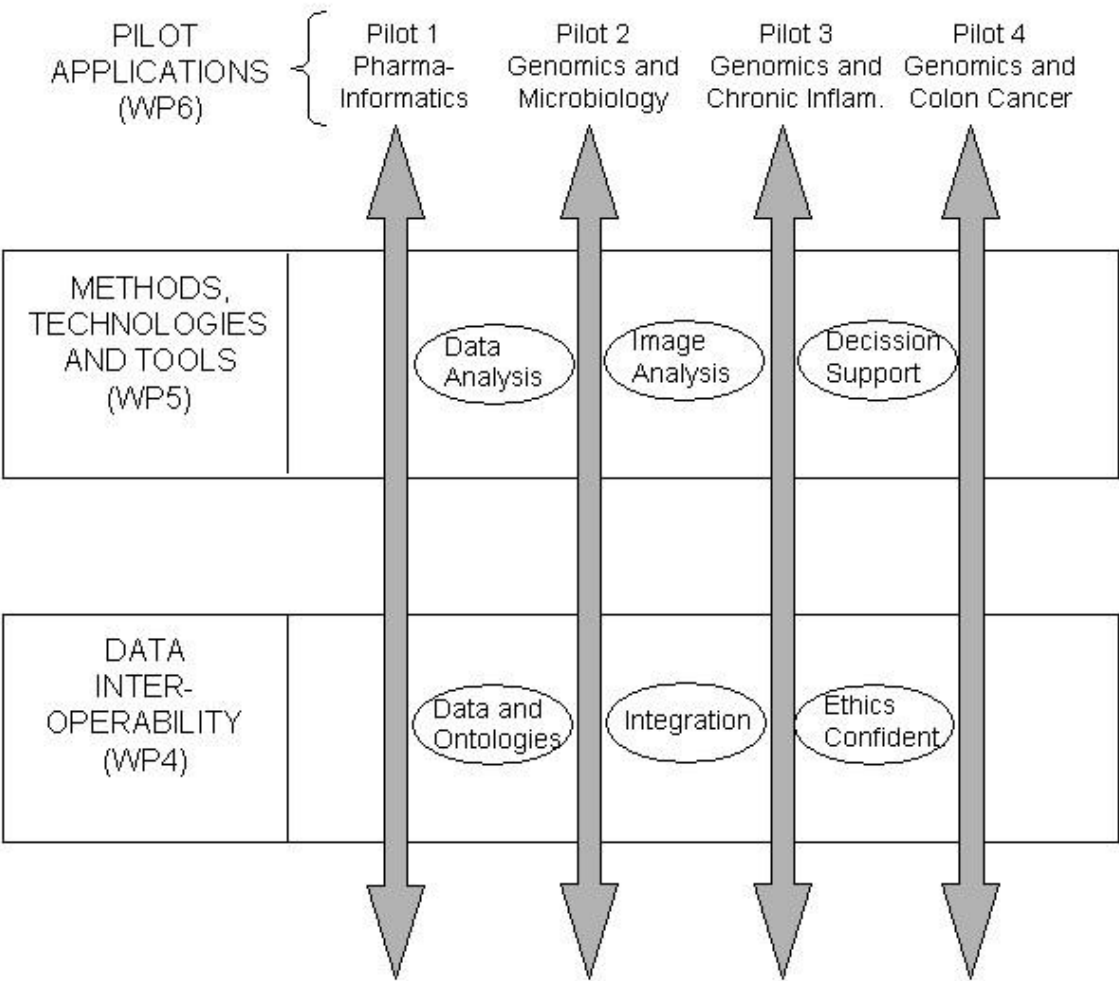 PILOT
APPLICATIONS
(WP6)
Pilot 1
Pharma-
Informatics
Pilot 2
Genomics and
Microbiology
Pilot 3
Genomics and
Chronic Inflam.
Pilot 4
Genomics and
Colon Cancer
METHODS,
TECHNOLOGIES
AND TOOLS
(WP5)
Data
Analysis
Image
Analysis
Decission
Support
DATA
INTER-
OPERABILITY
(WP4)
Data and
Ontologies
Integration
Ethics
Confident.